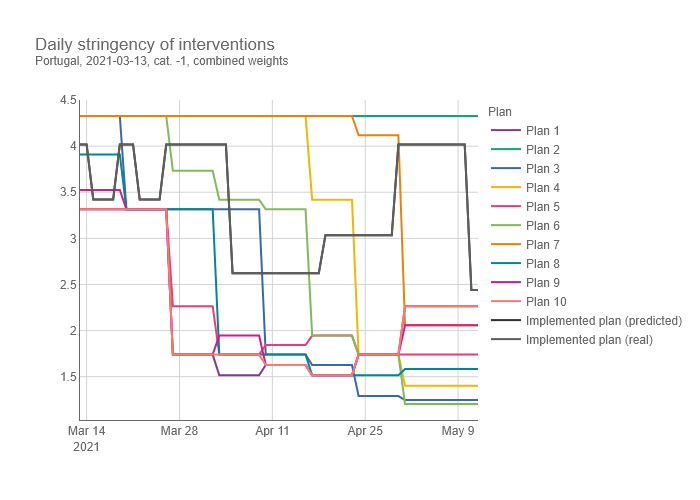 Daily stringency of interventions
Portugal, 2021-03-13, cat. -1, combined weights
4.5
4
3.5
3
2.5
2
1.5
Mar 14
2021
Mar 28
Apr 11
Apr 25
May 9
Plan
Plan 1
Plan 2
Plan 3
Plan 4
Plan 5
Plan 6
Plan 7
Plan 8
Plan 9
Plan 10
Implemented plan (predicted)
Implemented plan (real)